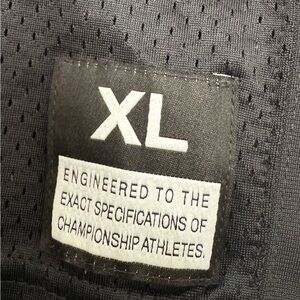 XL
ENGINEERED TO THE
EXACT SPECIFICATIONS OF
CHAMPIONSHIP ATHLETES.